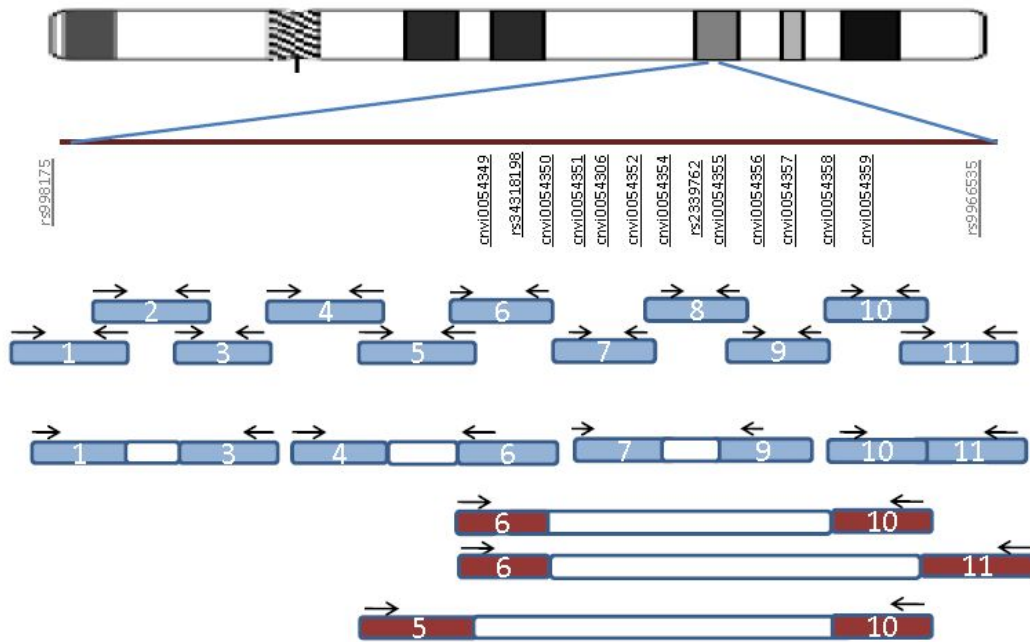 rs998175
cnvi0054349
rs34318198
cnvi0054350
cnvi0054351
cnvi0054306
cnvi0054352
cnvi0054354
rs2339762
cnvi0054355
cnvi0054356
cnvi0054357
cnvi0054358
cnvi0054359
rs9966535
2 4 6 8 10
1 3 5 7 9 11
1 3 4 6 7 9 10 11
6 10
6 11
5 10